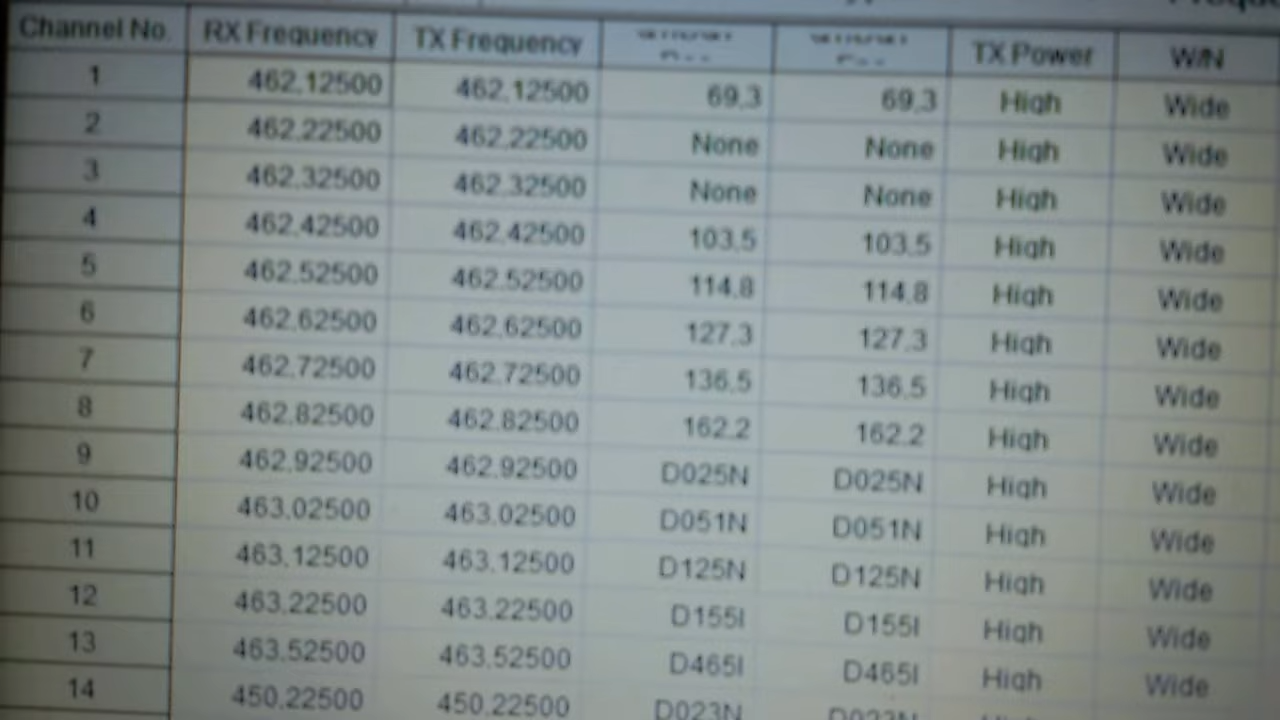 Channel No. RX Frequency TX Frequency TX Power W/N
1 462.12500 462.12500 69.3 69.3 High Wide
2 462.22500 462.22500 None None High Wide
3 462.32500 462.32500 None None High Wide
4 462.42500 462.42500 103.5 103.5 High Wide
5 462.52500 462.52500 114.8 114.8 High Wide
6 462.62500 462.62500 127.3 127.3 High Wide
7 462.72500 462.72500 136.5 136.5 High Wide
8 462.82500 462.82500 162.2 162.2 High Wide
9 462.92500 462.92500 D025N D025N High Wide
10 463.02500 463.02500 D051N D051N High Wide
11 463.12500 463.12500 D125N D125N High Wide
12 463.22500 463.22500 D155I D155I High Wide
13 463.52500 463.52500 D465I D465I High Wide
14 450.22500 450.22500 D023N D023N